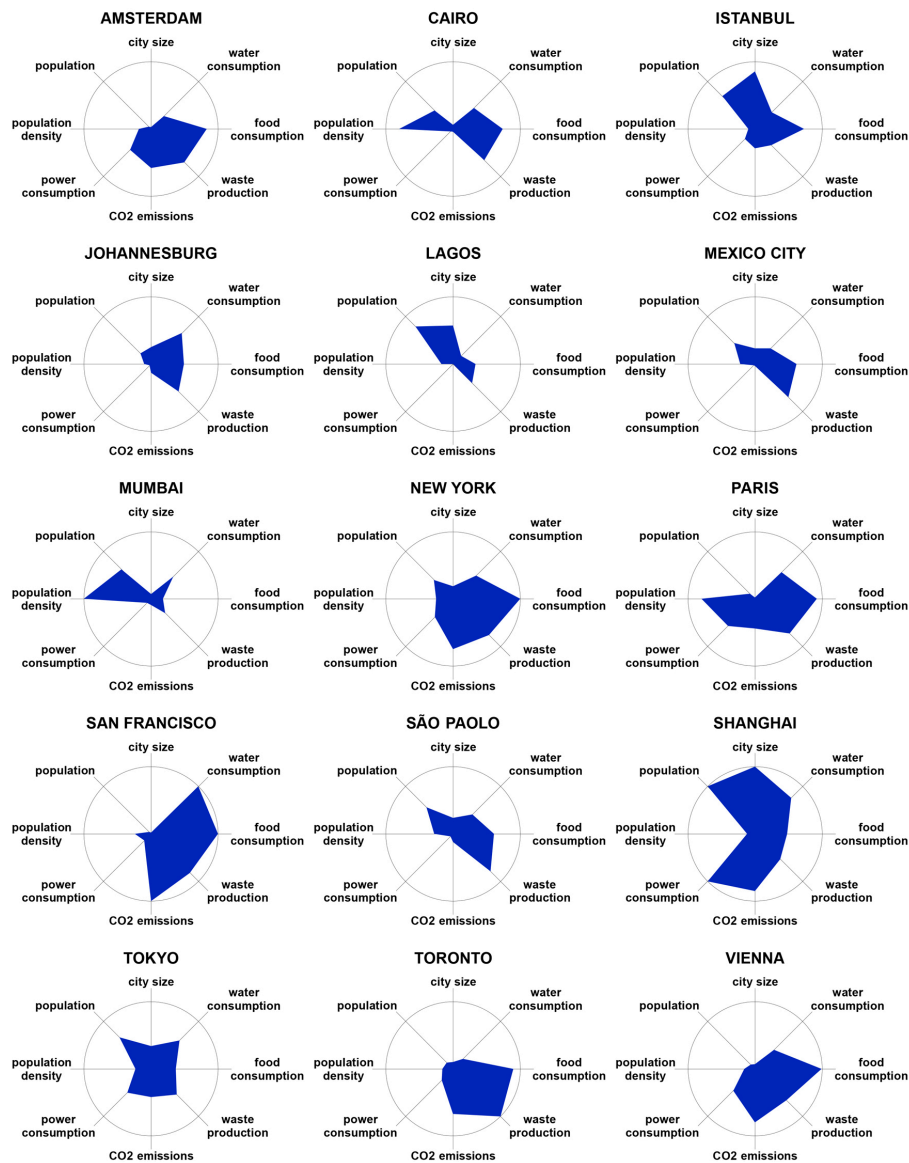 AMSTERDAM
city size
population
water
consumption
population
density
food
consumption
power
consumption
waste
production
CO2 emissions
CAIRO
city size
population
water
consumption
population
density
food
consumption
power
consumption
waste
production
CO2 emissions
ISTANBUL
city size
population
water
consumption
population
density
food
consumption
power
consumption
waste
production
CO2 emissions
JOHANNESBURG
city size
population
water
consumption
population
density
food
consumption
power
consumption
waste
production
CO2 emissions
LAGOS
city size
population
water
consumption
population
density
food
consumption
power
consumption
waste
production
CO2 emissions
MEXICO CITY
city size
population
water
consumption
population
density
food
consumption
power
consumption
waste
production
CO2 emissions
MUMBAI
city size
population
water
consumption
population
density
food
consumption
power
consumption
waste
production
CO2 emissions
NEW YORK
city size
population
water
consumption
population
density
food
consumption
power
consumption
waste
production
CO2 emissions
PARIS
city size
population
water
consumption
population
density
food
consumption
power
consumption
waste
production
CO2 emissions
SAN FRANCISCO
city size
population
water
consumption
population
density
food
consumption
power
consumption
waste
production
CO2 emissions
SÃO PAOLO
city size
population
water
consumption
population
density
food
consumption
power
consumption
waste
production
CO2 emissions
SHANGHAI
city size
population
water
consumption
population
density
food
consumption
power
consumption
waste
production
CO2 emissions
TOKYO
city size
population
water
consumption
population
density
food
consumption
power
consumption
waste
production
CO2 emissions
TORONTO
city size
population
water
consumption
population
density
food
consumption
power
consumption
waste
production
CO2 emissions
VIENNA
city size
population
water
consumption
population
density
food
consumption
power
consumption
waste
production
CO2 emissions